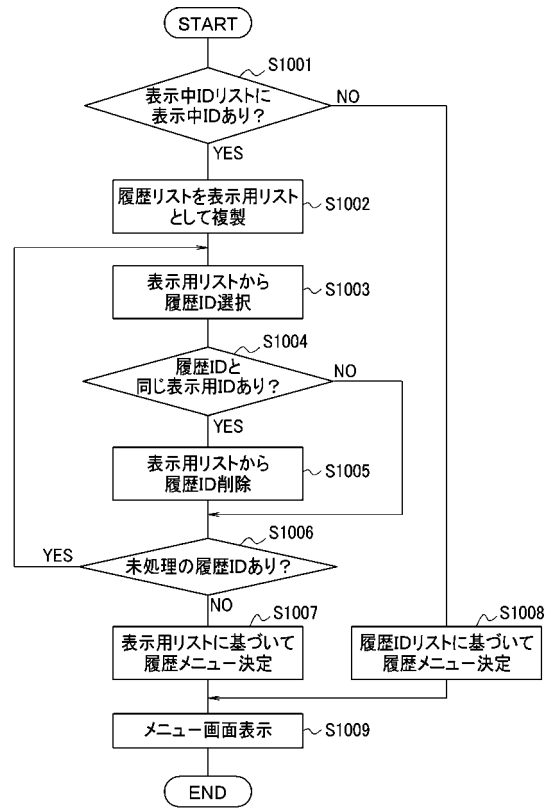 START
S1001
表示中IDリストに
表示中IDあり？
NO
YES
履歴リストを表示用リスト
として複製
S1002
表示用リストから
履歴ID選択
S1003
S1004
履歴IDと
同じ表示用IDあり？
NO
YES
表示用リストから
履歴ID削除
S1005
S1006
未処理の履歴IDあり？
YES
NO
S1007
表示用リストに基づいて
履歴メニュー決定
S1008
履歴IDリストに基づいて
履歴メニュー決定
メニュー画面表示
S1009
END